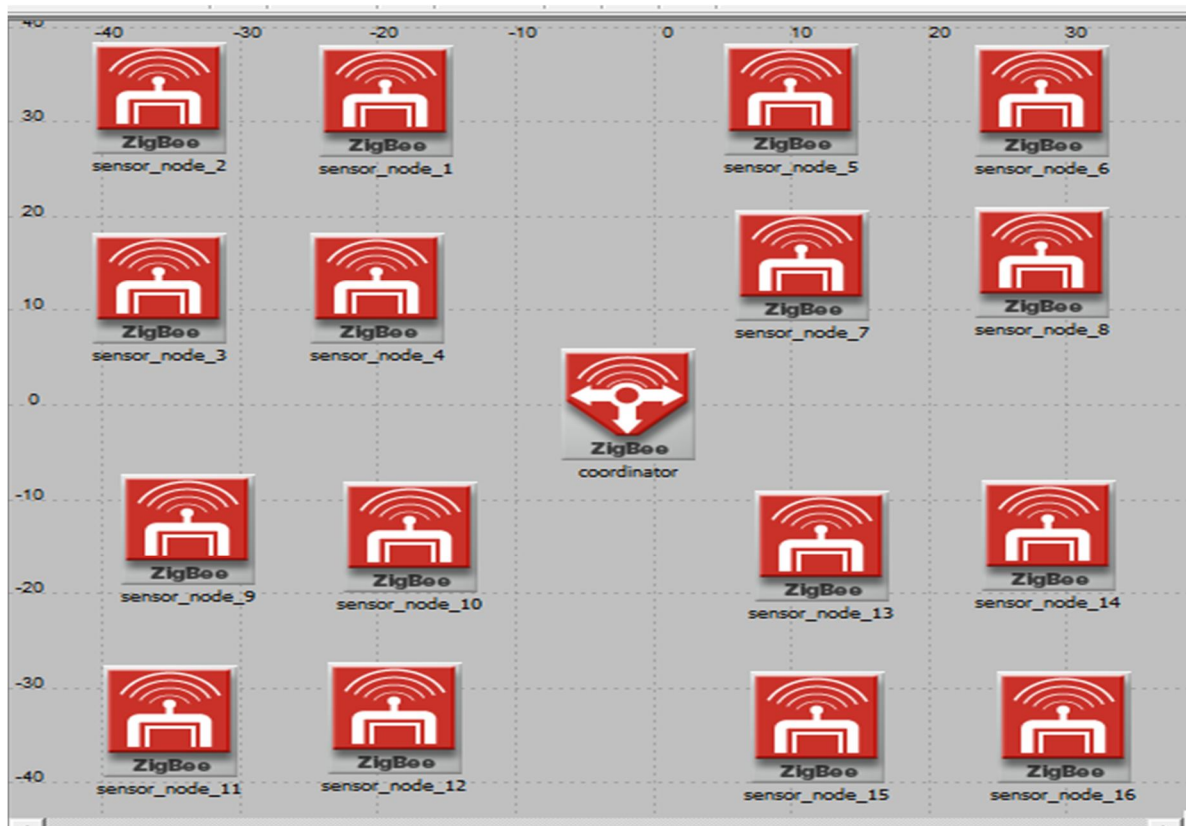 40
-40 -30 -20 -10 0 10 20 30
ZigBee ZigBee ZigBee ZigBee
sensor_node_2 sensor_node_1 sensor_node_5 sensor_node_6
30
20
ZigBee ZigBee ZigBee ZigBee
sensor_node_3 sensor_node_4 sensor_node_7 sensor_node_8
10
0
ZigBee
coordinator
-10
ZigBee ZigBee ZigBee ZigBee
sensor_node_9 sensor_node_10 sensor_node_13 sensor_node_14
-20
-30
ZigBee ZigBee ZigBee ZigBee
sensor_node_11 sensor_node_12 sensor_node_15 sensor_node_16
-40